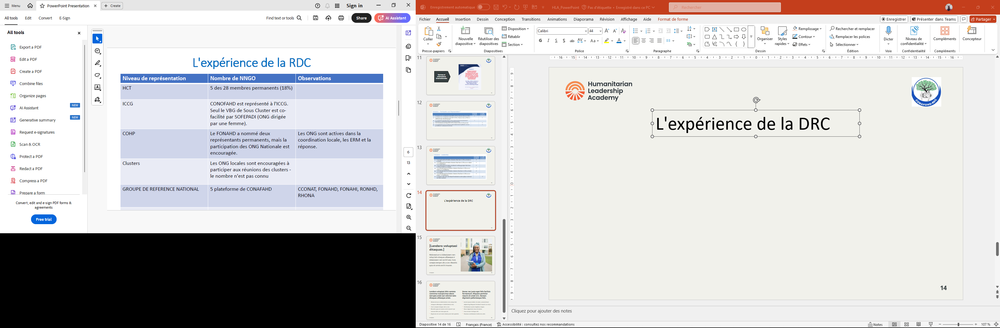 Menu
PowerPoint Presentation
Create
Sign in
All tools
Edit
Convert
E-Sign
Find text or tools
Share
AI Assistant
All tools
Export a PDF
Edit a PDF
Create a PDF
Combine files
Organize pages
AI Assistant
NEW
Generative summary
NEW
Request e-signatures
Scan & OCR
Protect a PDF
Redact a PDF
Compress a PDF
Prepare a form
Convert, edit and e-sign PDF forms &
agreements
Free trial
L'expérience de la RDC
Niveau de représentation Nombre de NNGO Observations
HCT 5 des 28 membres permanents (18%)
ICCG CONOFAHD est représenté à l'ICCG.
Seul le VBG de Sous Cluster est co-
facilité par SOFEPADI (ONG dirigée
par une femme).
COHP Le FONAHD a nommé deux Les ONG sont actives dans la
représentants permanents, mais la coordination locale, les ERM et la
participation des ONG Nationale est réponse.
encouragée.
Clusters Les ONG locales sont encouragées à
participer aux réunions des clusters -
le nombre n'est pas connu
GROUPE DE REFERENCE NATIONAL 5 plateforme de CONAFAHD CCONAT, FONAHD, FONAHI, RONHD,
RHONA
6
13
Enregistrement automatique
HLA_PowerPoint
Pas d'étiquette • Enregistré dans ce PC
Rechercher
Fichier
Accueil
Insertion
Dessin
Conception
Transitions
Animations
Diaporama
Révision
Affichage
Aide
Format de forme
Enregistrer
Présenter dans Teams
Partager
Coller
Presse-papiers
Nouvelle
diapositive
Réutiliser des
diapositives
Disposition
Rétablir
Section
Diapositives
Calibri
44
Police
Paragraphe
Organiser
Styles
rapides
Remplissage
Contour
Effets
Dessin
Rechercher et remplacer
Remplacer les polices
Sélectionner
Édition
Dicter
Voix
Niveau de
confidentialité
Confidentialité
Compléments
Compléments
Concepteur
11
Normes et
orientations
internationales
12
13
14
L'expérience de la DRC
15
[Lendero voluptasi
ditaquas.]
16
Humanitarian
Leadership
Academy
CONAFOHD-RDC
L'expérience de la DRC
14
Cliquez pour ajouter des notes
Diapositive 14 de 16
Français (France)
Accessibilité : consultez nos recommandations
Notes
107 %